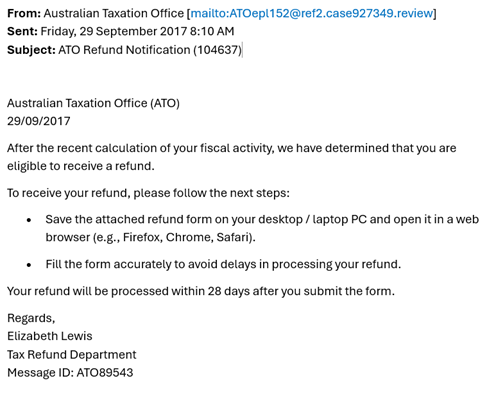 From: Australian Taxation Office [mailto:ATOepl152@ref2.case927349.review]
Sent: Friday, 29 September 2017 8:10 AM
Subject: ATO Refund Notification (104637)
Australian Taxation Office (ATO)
29/09/2017
After the recent calculation of your fiscal activity, we have determined that you are
eligible to receive a refund.
To receive your refund, please follow the next steps:
• Save the attached refund form on your desktop / laptop PC and open it in a web
browser (e.g., Firefox, Chrome, Safari).
• Fill the form accurately to avoid delays in processing your refund.
Your refund will be processed within 28 days after you submit the form.
Regards,
Elizabeth Lewis
Tax Refund Department
Message ID: ATO89543